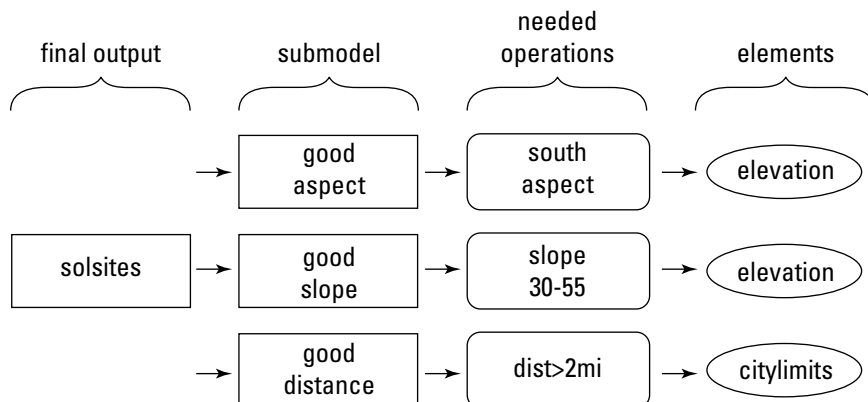 final output
submodel
needed
operations
elements
good
aspect
south
aspect
elevation
solsites
good
slope
slope
30-55
elevation
good
distance
dist>2mi
citylimits